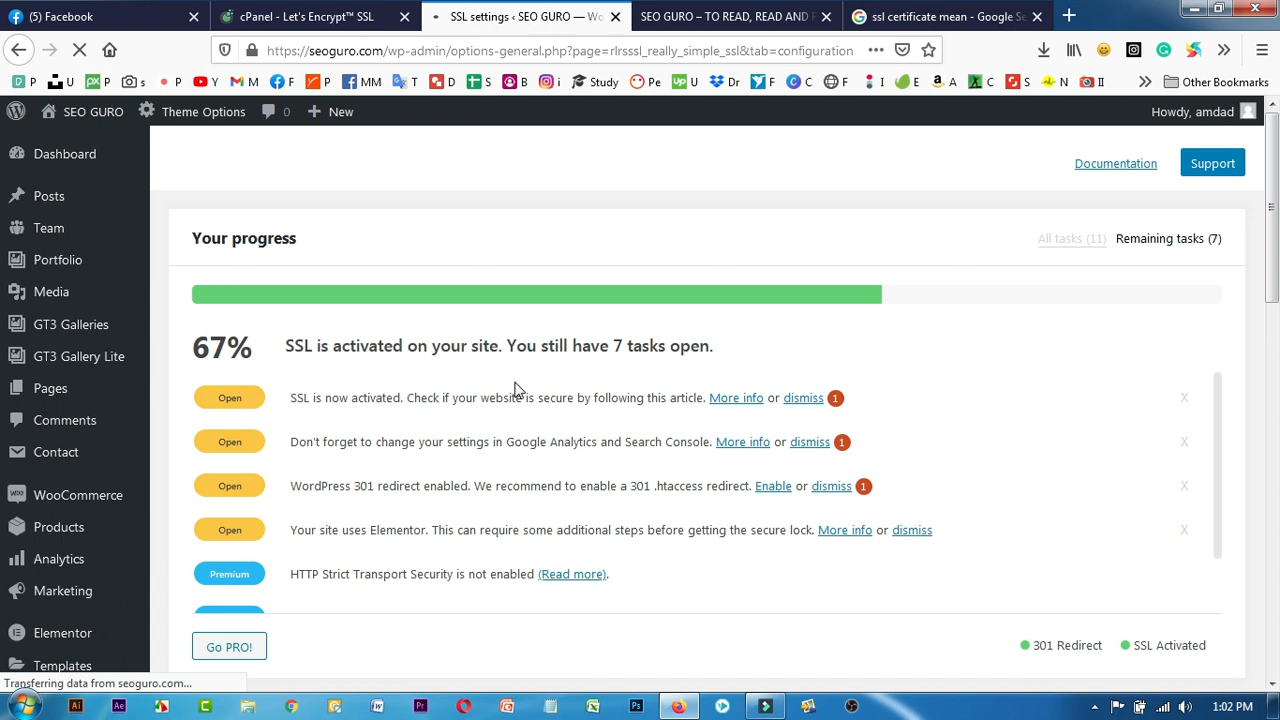 (5) Facebook
cPanel - Let's Encrypt™ SSL
SSL settings ‹ SEO GURO — Wo
SEO GURO – TO READ, READ AND
ssl certificate mean - Google Se
https://seoguro.com/wp-admin/options-general.php?page=rlrsssl_really_simple_ssl&tab=configuration
P U P s P Y M F P MM T D S B i Study Pe U Dr F C F I E A C S N II Other Bookmarks
SEO GURO Theme Options 0 New Howdy, amdad
Dashboard
Posts
Team
Portfolio
Media
GT3 Galleries
GT3 Gallery Lite
Pages
Comments
Contact
WooCommerce
Products
Analytics
Marketing
Elementor
Templates
Documentation Support
Your progress All tasks (11) Remaining tasks (7)
67% SSL is activated on your site. You still have 7 tasks open.
Open SSL is now activated. Check if your website is secure by following this article. More info or dismiss 1 X
Open Don't forget to change your settings in Google Analytics and Search Console. More info or dismiss 1 X
Open WordPress 301 redirect enabled. We recommend to enable a 301 .htaccess redirect. Enable or dismiss 1 X
Open Your site uses Elementor. This can require some additional steps before getting the secure lock. More info or dismiss X
Premium HTTP Strict Transport Security is not enabled (Read more).
Go PRO! 301 Redirect SSL Activated
Transferring data from seoguro.com...
1:02 PM